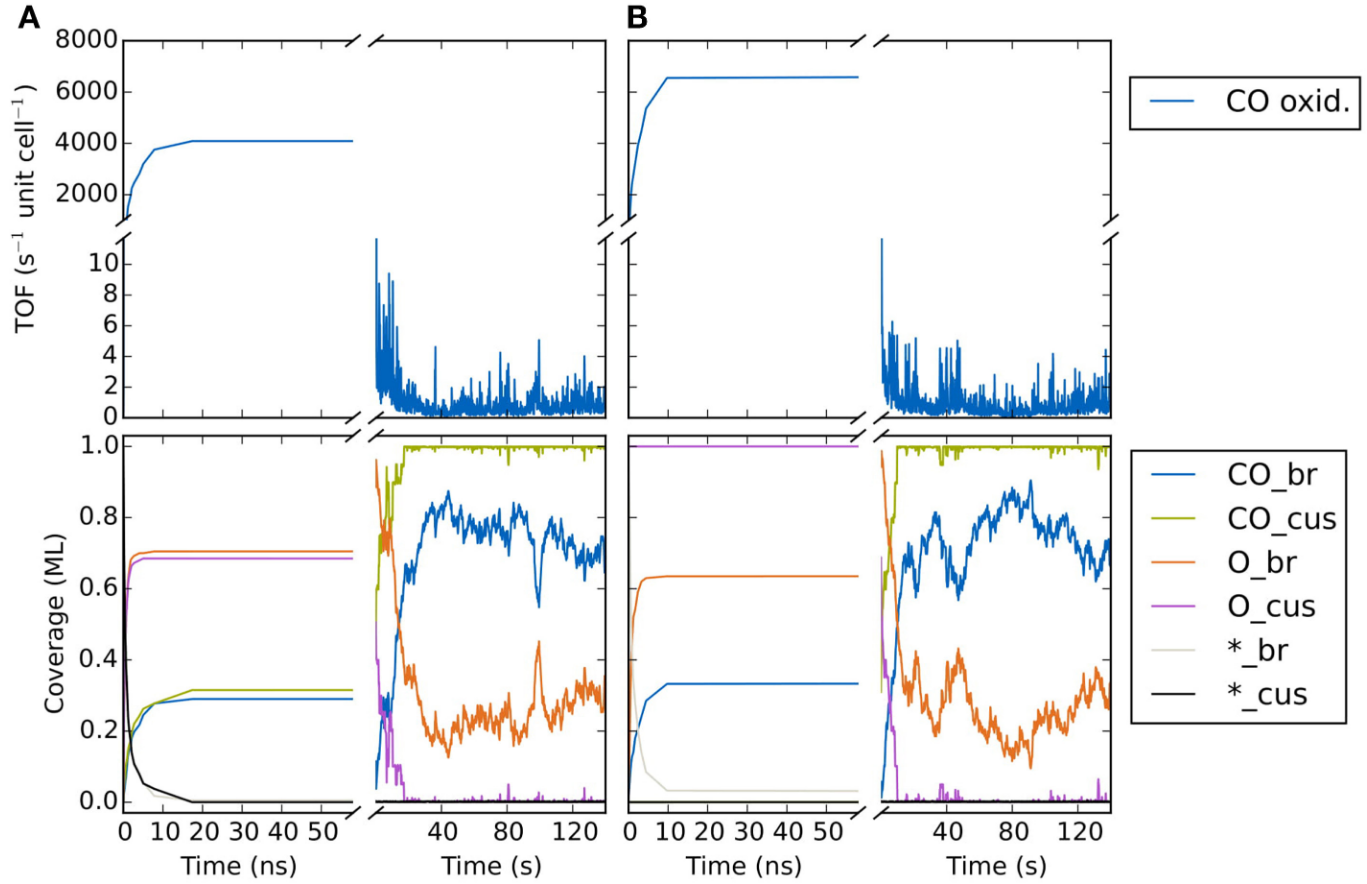 A
B
TOF (s⁻¹ unit cell⁻¹)
8000
6000
4000
2000
10
8
6
4
2
0
CO oxid.
Coverage (ML)
1.0
0.8
0.6
0.4
0.2
0.0
0 10 20 30 40 50
40 80 120
0 10 20 30 40 50
40 80 120
Time (ns)
Time (s)
Time (ns)
Time (s)
CO_br
CO_cus
O_br
O_cus
*_br
*_cus